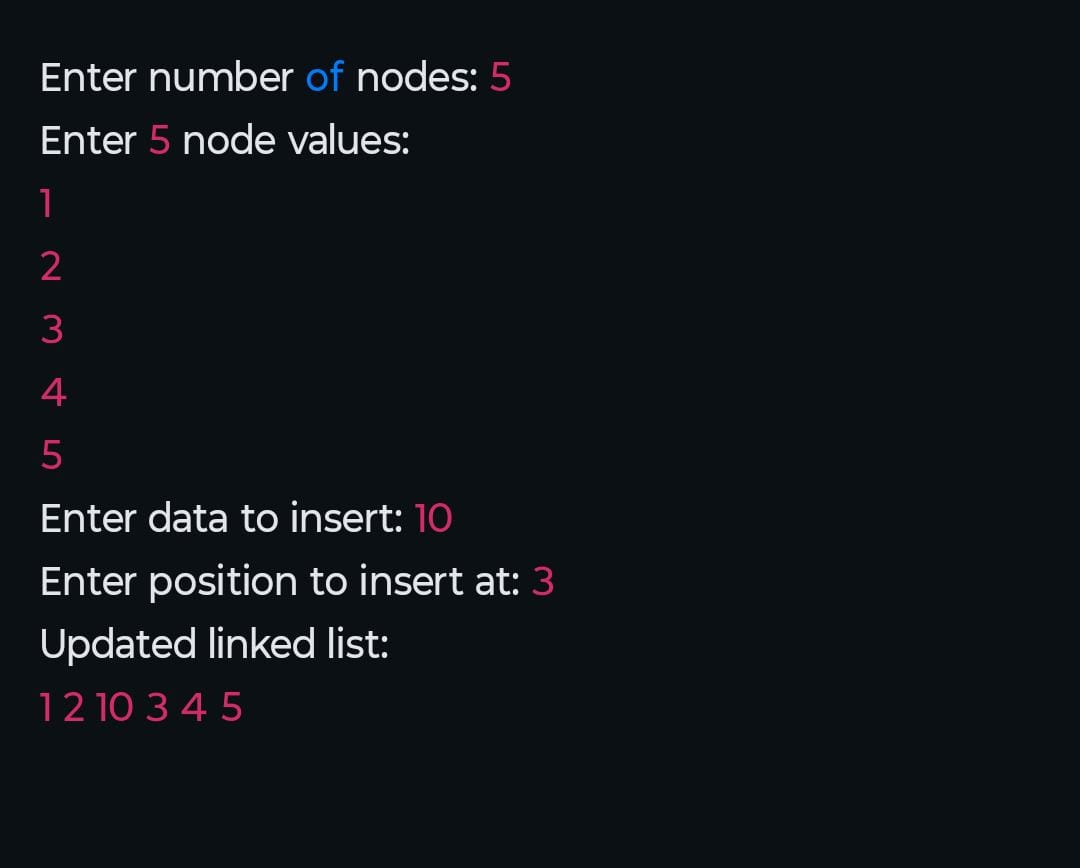 Enter number of nodes: 5
Enter 5 node values:
1
2
3
4
5
Enter data to insert: 10
Enter position to insert at: 3
Updated linked list:
1 2 10 3 4 5